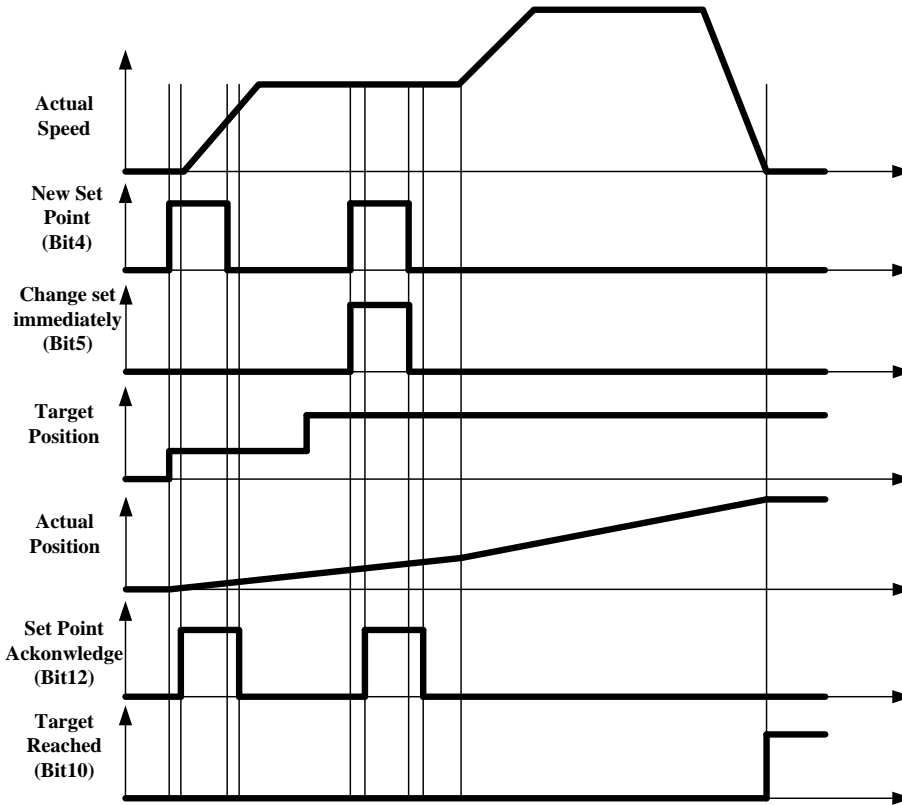 Actual
Speed
New Set
Point
(Bit4)
Change set
immediately
(Bit5)
Target
Position
Actual
Position
Set Point
Ackonwledge
(Bit12)
Target
Reached
(Bit10)